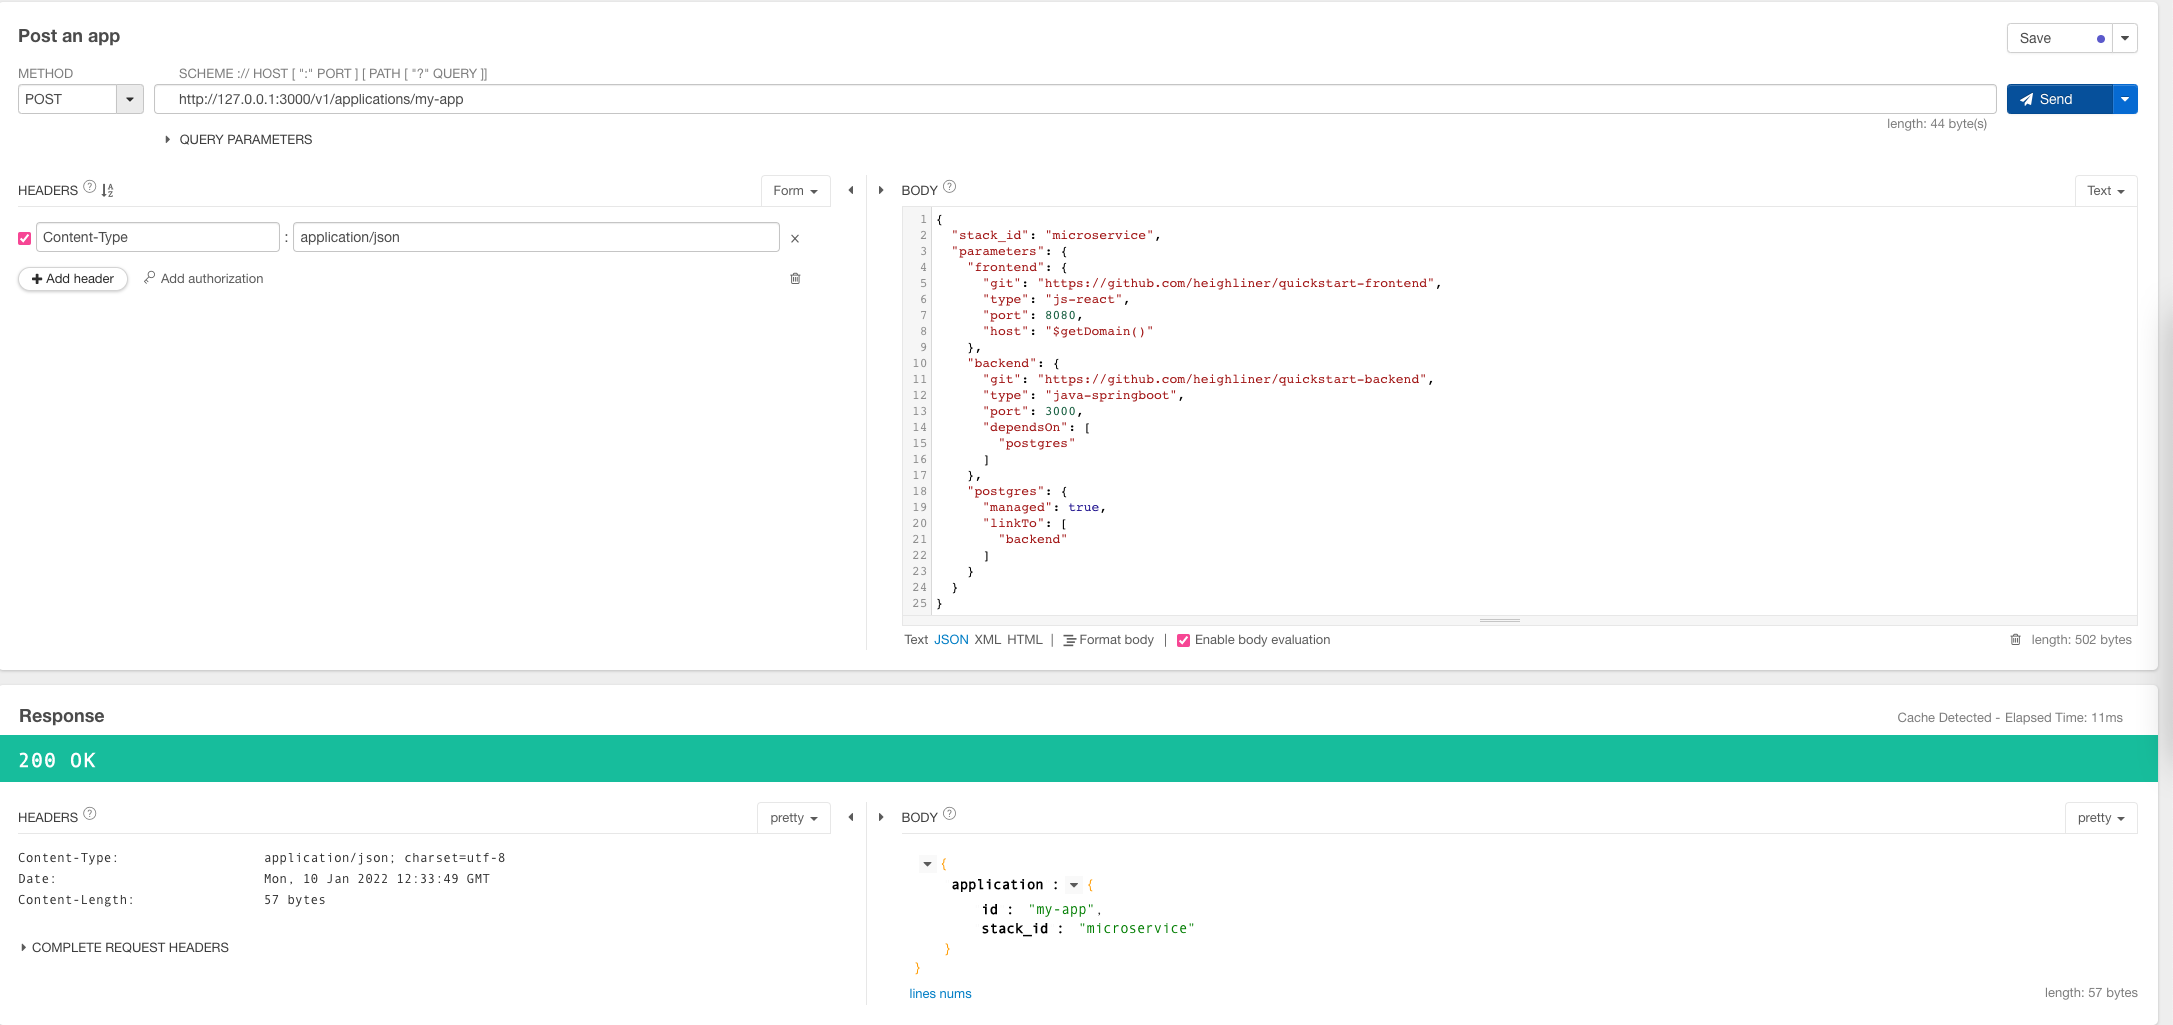 Post an app
Save
METHOD
SCHEME :// HOST [ ":" PORT ] [ PATH [ "?" QUERY ]]
POST
http://127.0.0.1:3000/v1/applications/my-app
Send
length: 44 byte(s)
QUERY PARAMETERS
HEADERS ?
Form
BODY ?
Text
Content-Type : application/json ×
+ Add header
Add authorization
1 {
2 "stack_id": "microservice",
3 "parameters": {
4 "frontend": {
5 "git": "https://github.com/heighliner/quickstart-frontend",
6 "type": "js-react",
7 "port": 8080,
8 "host": "$getDomain()"
9 },
10 "backend": {
11 "git": "https://github.com/heighliner/quickstart-backend",
12 "type": "java-springboot",
13 "port": 3000,
14 "dependsOn": [
15 "postgres"
16 ]
17 },
18 "postgres": {
19 "managed": true,
20 "linkTo": [
21 "backend"
22 ]
23 }
24 }
25 }
Text JSON XML HTML | Format body | Enable body evaluation
length: 502 bytes
Response
Cache Detected - Elapsed Time: 11ms
200 OK
HEADERS ?
pretty
BODY ?
pretty
Content-Type: application/json; charset=utf-8
Date: Mon, 10 Jan 2022 12:33:49 GMT
Content-Length: 57 bytes
COMPLETE REQUEST HEADERS
{
application : {
id : "my-app",
stack_id : "microservice"
}
}
lines nums
length: 57 bytes